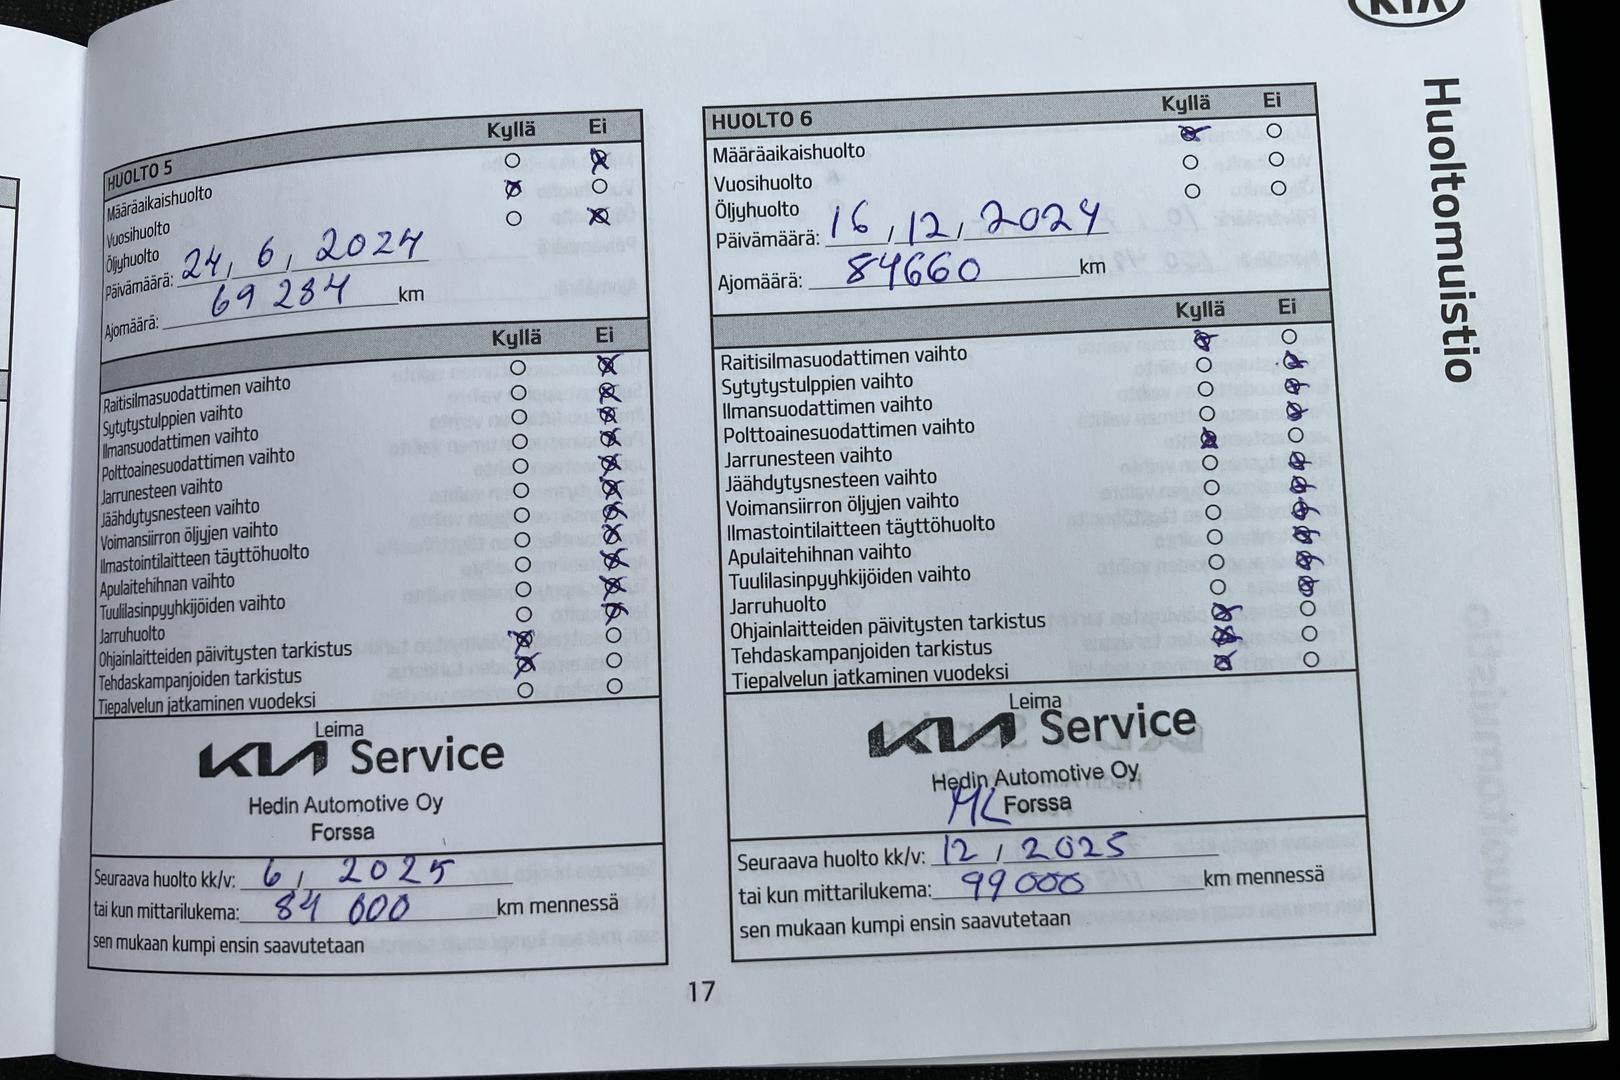 KIA
Huoltomuistio
HUOLTO 5 Kyllä Ei
Määräaikaishuolto
Vuosihuolto
Öljyhuolto
Päivämäärä: 24, 6, 2024
Ajomäärä: 69 284 km
Kyllä Ei
Raitisilmasuodattimen vaihto
Sytytystulppien vaihto
Ilmansuodattimen vaihto
Polttoainesuodattimen vaihto
Jarrunesteen vaihto
Jäähdytysnesteen vaihto
Voimansiirron öljyjen vaihto
Ilmastointilaitteen täyttöhuolto
Apulaitehihnan vaihto
Tuulilasinpyyhkijöiden vaihto
Jarruhuolto
Ohjainlaitteiden päivitysten tarkistus
Tehdaskampanjoiden tarkistus
Tiepalvelun jatkaminen vuodeksi
Leima
KIA Service
Hedin Automotive Oy
Forssa
Seuraava huolto kk/v: 6, 2025
tai kun mittarilukema: 84 000 km mennessä
sen mukaan kumpi ensin saavutetaan
HUOLTO 6 Kyllä Ei
Määräaikaishuolto
Vuosihuolto
Öljyhuolto
Päivämäärä: 16, 12, 2024
Ajomäärä: 84660 km
Kyllä Ei
Raitisilmasuodattimen vaihto
Sytytystulppien vaihto
Ilmansuodattimen vaihto
Polttoainesuodattimen vaihto
Jarrunesteen vaihto
Jäähdytysnesteen vaihto
Voimansiirron öljyjen vaihto
Ilmastointilaitteen täyttöhuolto
Apulaitehihnan vaihto
Tuulilasinpyyhkijöiden vaihto
Jarruhuolto
Ohjainlaitteiden päivitysten tarkistus
Tehdaskampanjoiden tarkistus
Tiepalvelun jatkaminen vuodeksi
Leima
KIA Service
Hedin Automotive Oy
Forssa
Seuraava huolto kk/v: 12, 2025
tai kun mittarilukema: 99 000 km mennessä
sen mukaan kumpi ensin saavutetaan
17